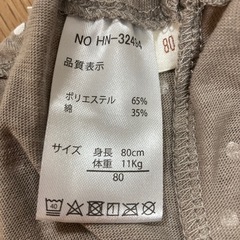 NO HN-32494
80
品質表示
ポリエステル 65%
綿 35%
サイズ 身長 80cm
体重 11Kg
80